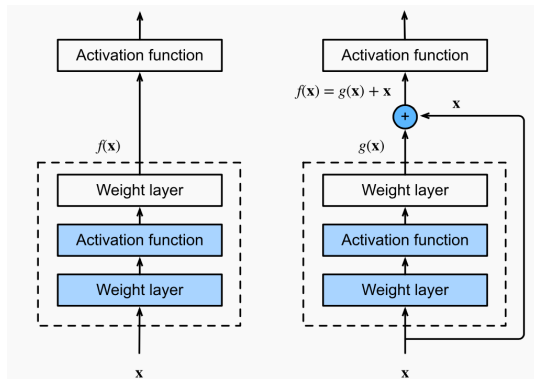 Activation function
f(x)
Weight layer
Activation function
Weight layer
x
Activation function
f(x) = g(x) + x
x
+
g(x)
Weight layer
Activation function
Weight layer
x